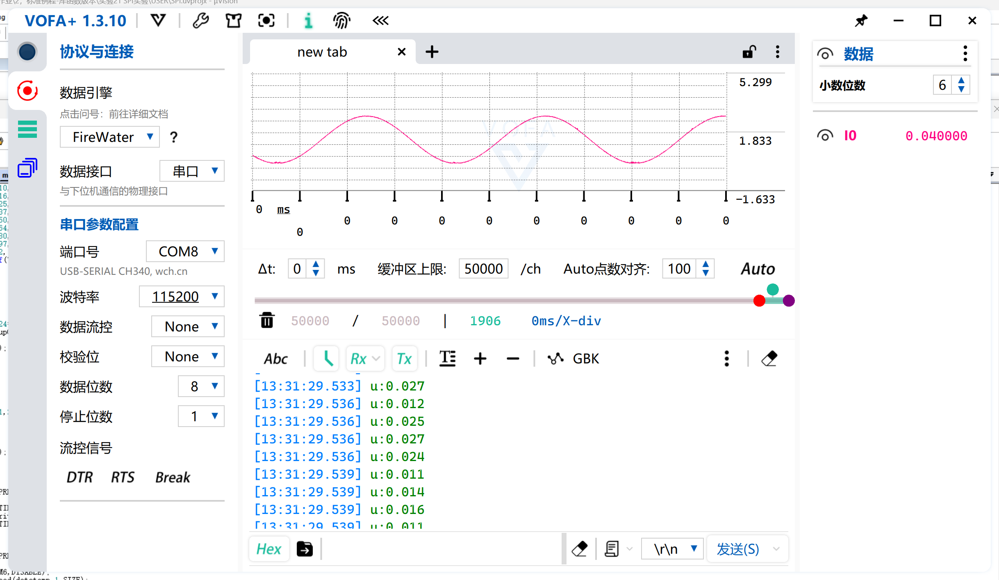 作业\2，标准例程-库函数版本\实验21 SPI实验\USER\SPI.uvprojx - µVision
VOFA+ 1.3.10
协议与连接
数据引擎
点击问号：前往详细文档
FireWater
?
数据接口
串口
与下位机通信的物理接口
串口参数配置
端口号
COM8
USB-SERIAL CH340, wch.cn
波特率
115200
数据流控
None
校验位
None
数据位数
8
停止位数
1
流控信号
DTR RTS Break
new tab
5.299
1.833
-1.633
VOFA
0 ms
0
0 0 0 0 0 0 0 0 0
Δt: 0 ms 缓冲区上限: 50000 /ch Auto点数对齐: 100 Auto
50000 / 50000 | 1906 0ms/X-div
Abc Rx Tx GBK
[13:31:29.533] u:0.027
[13:31:29.536] u:0.012
[13:31:29.536] u:0.025
[13:31:29.536] u:0.027
[13:31:29.536] u:0.024
[13:31:29.539] u:0.011
[13:31:29.539] u:0.014
[13:31:29.539] u:0.016
[13:31:29.539] u:0.011
Hex
\r\n
发送(S)
数据
小数位数 6
I0 0.040000